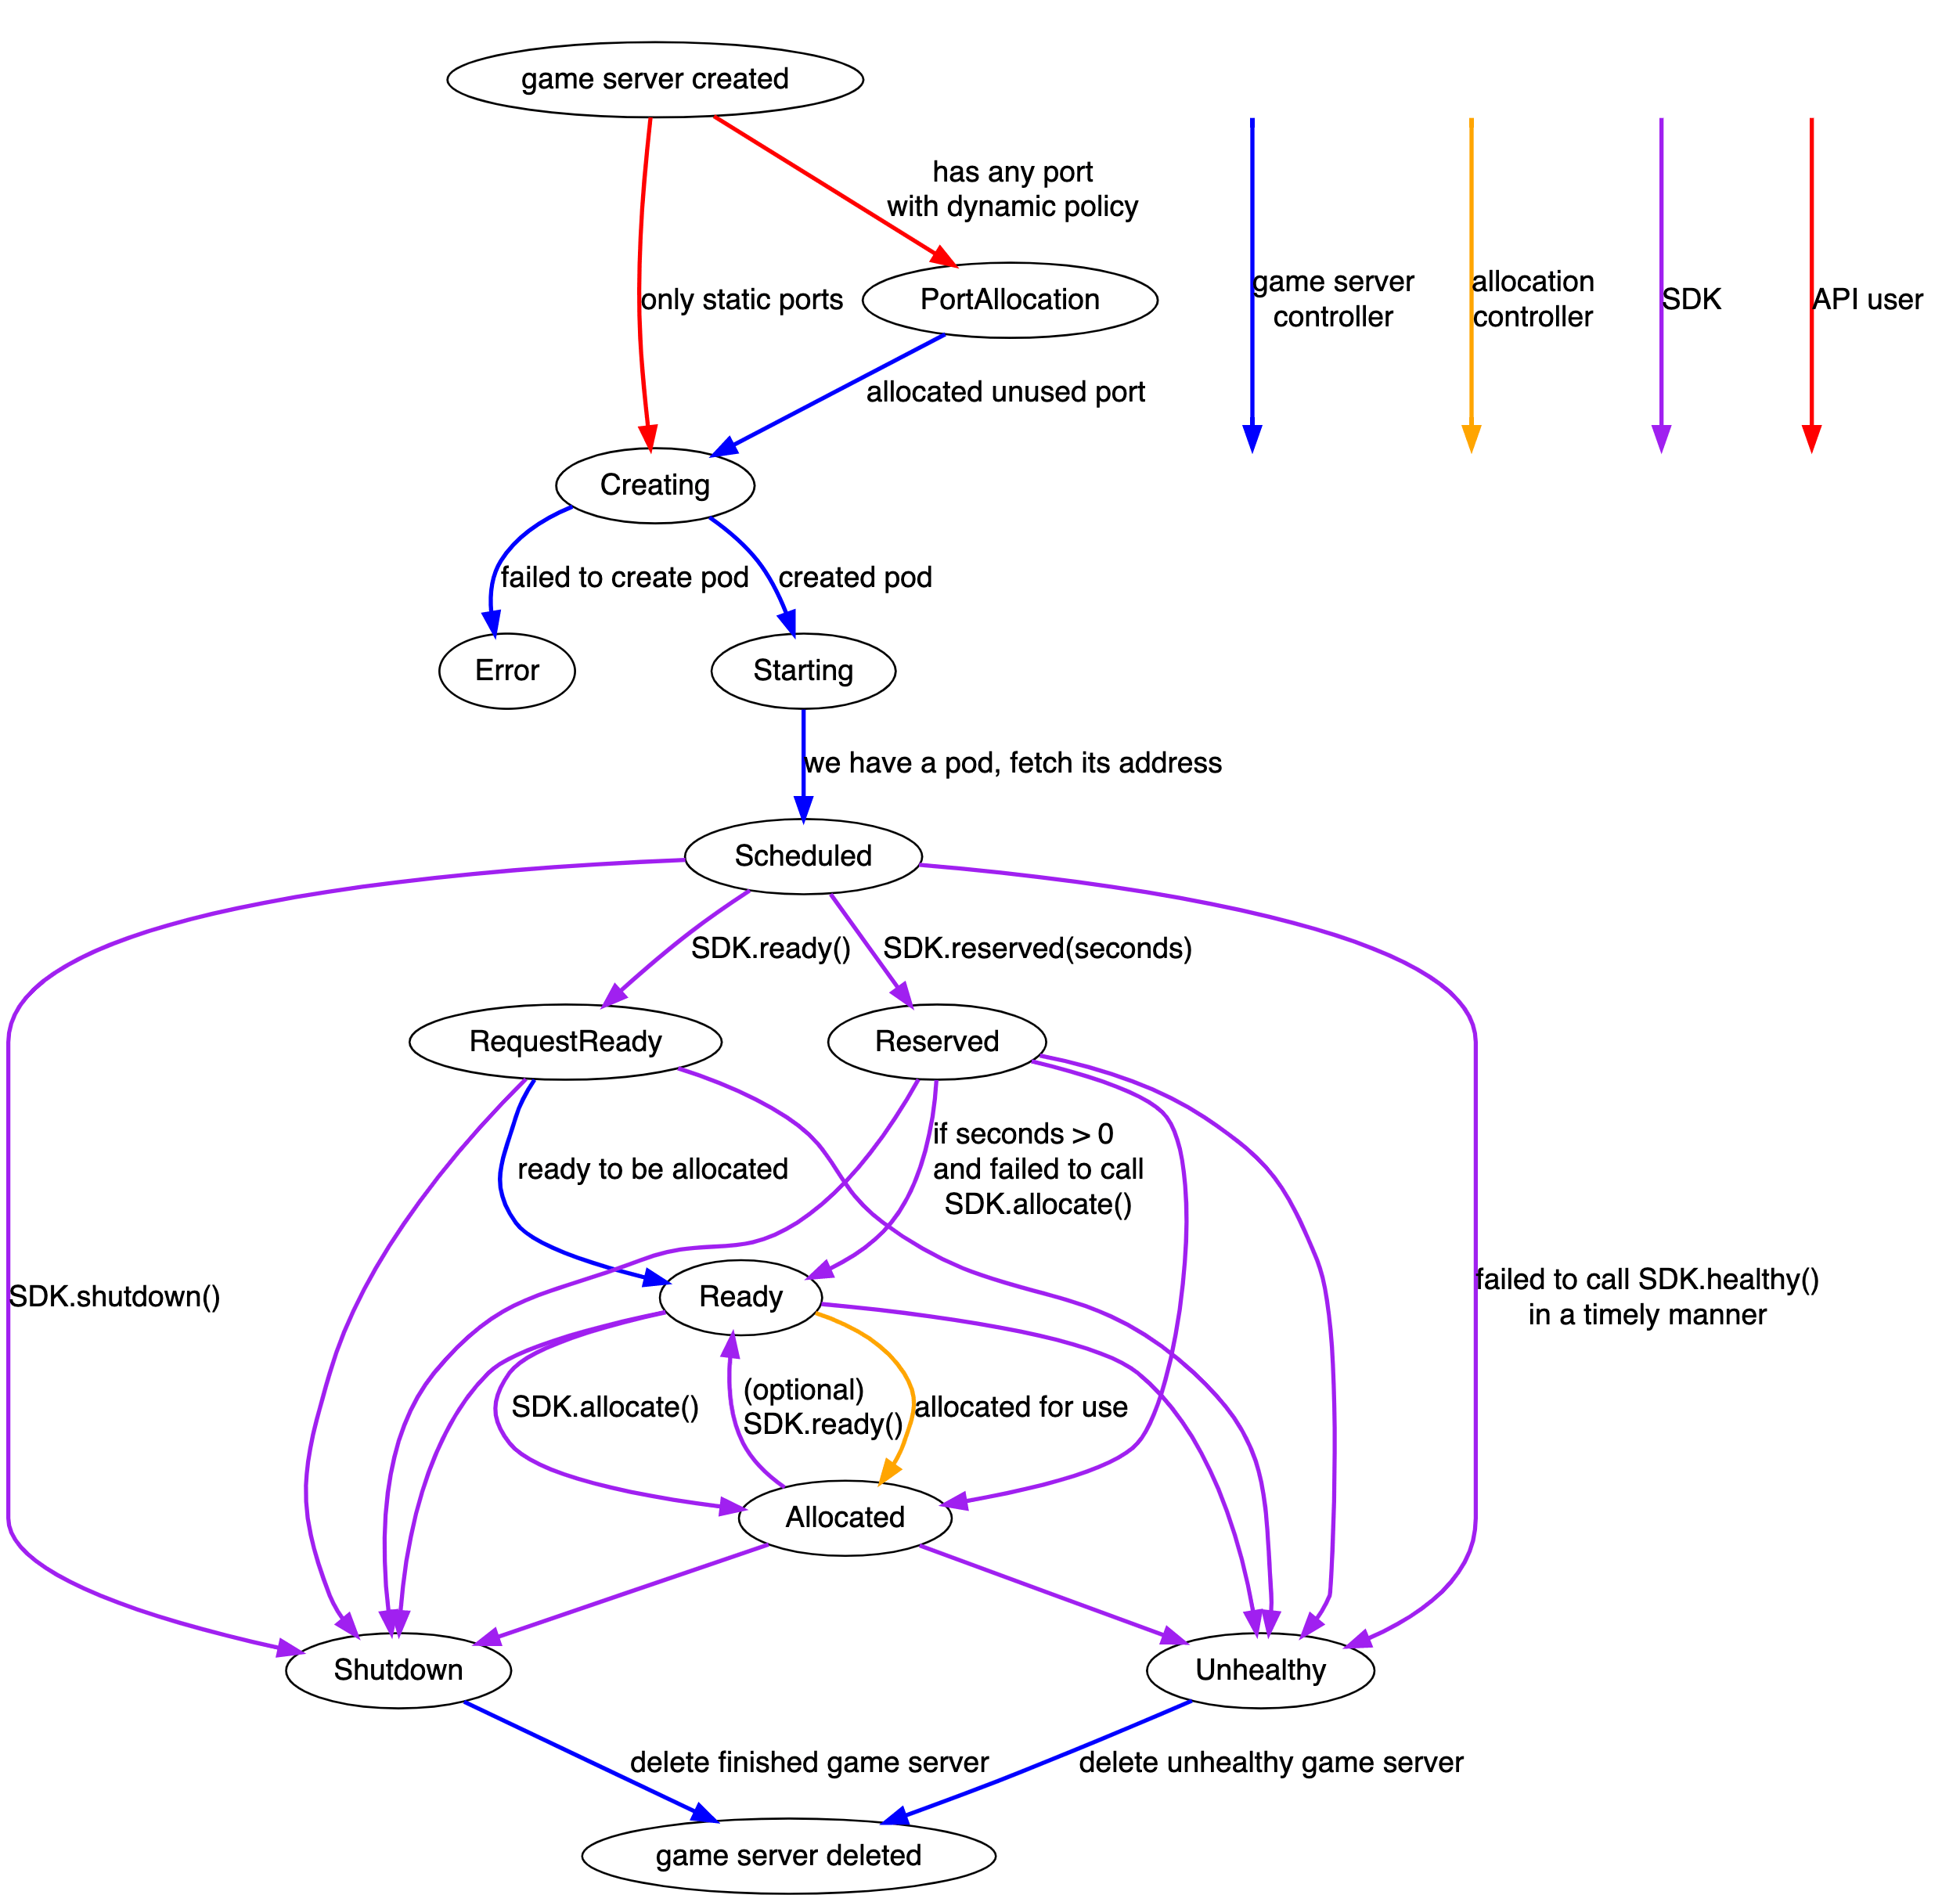 game server created
has any port
with dynamic policy
only static ports
PortAllocation
game server
controller
allocation
controller
SDK
API user
allocated unused port
Creating
failed to create pod
created pod
Error
Starting
we have a pod, fetch its address
Scheduled
SDK.ready()
SDK.reserved(seconds)
RequestReady
Reserved
if seconds > 0
and failed to call
SDK.allocate()
ready to be allocated
SDK.shutdown()
Ready
failed to call SDK.healthy()
in a timely manner
SDK.allocate()
(optional)
SDK.ready()
allocated for use
Allocated
Shutdown
Unhealthy
delete finished game server
delete unhealthy game server
game server deleted